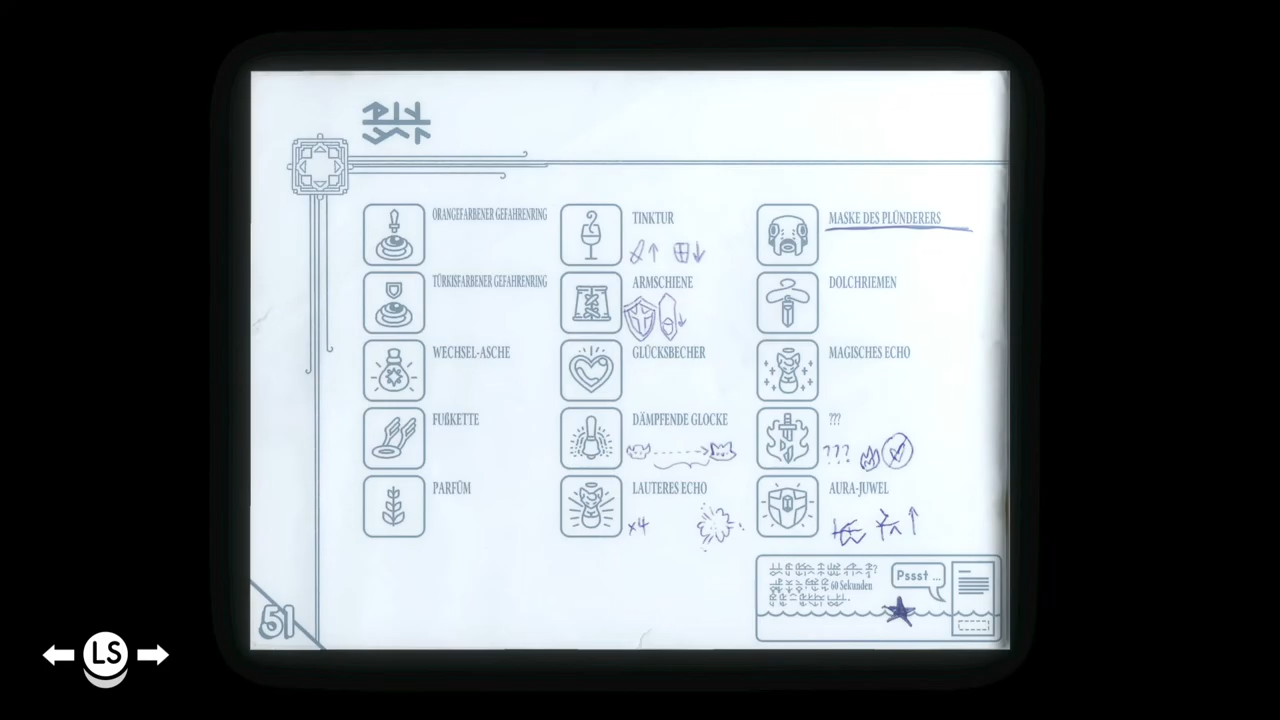 ORANGEFARBENER GEFAHRENRING
TÜRKISFARBENER GEFAHRENRING
WECHSEL-ASCHE
FUẞKETTE
PARFÜM
TINKTUR
ARMSCHIENE
GLÜCKSBECHER
DÄMPFENDE GLOCKE
LAUTERES ECHO
x4
MASKE DES PLÜNDERERS
DOLCHRIEMEN
MAGISCHES ECHO
???
???
AURA-JUWEL
?
60 Sekunden
Pssst ...
51
LS